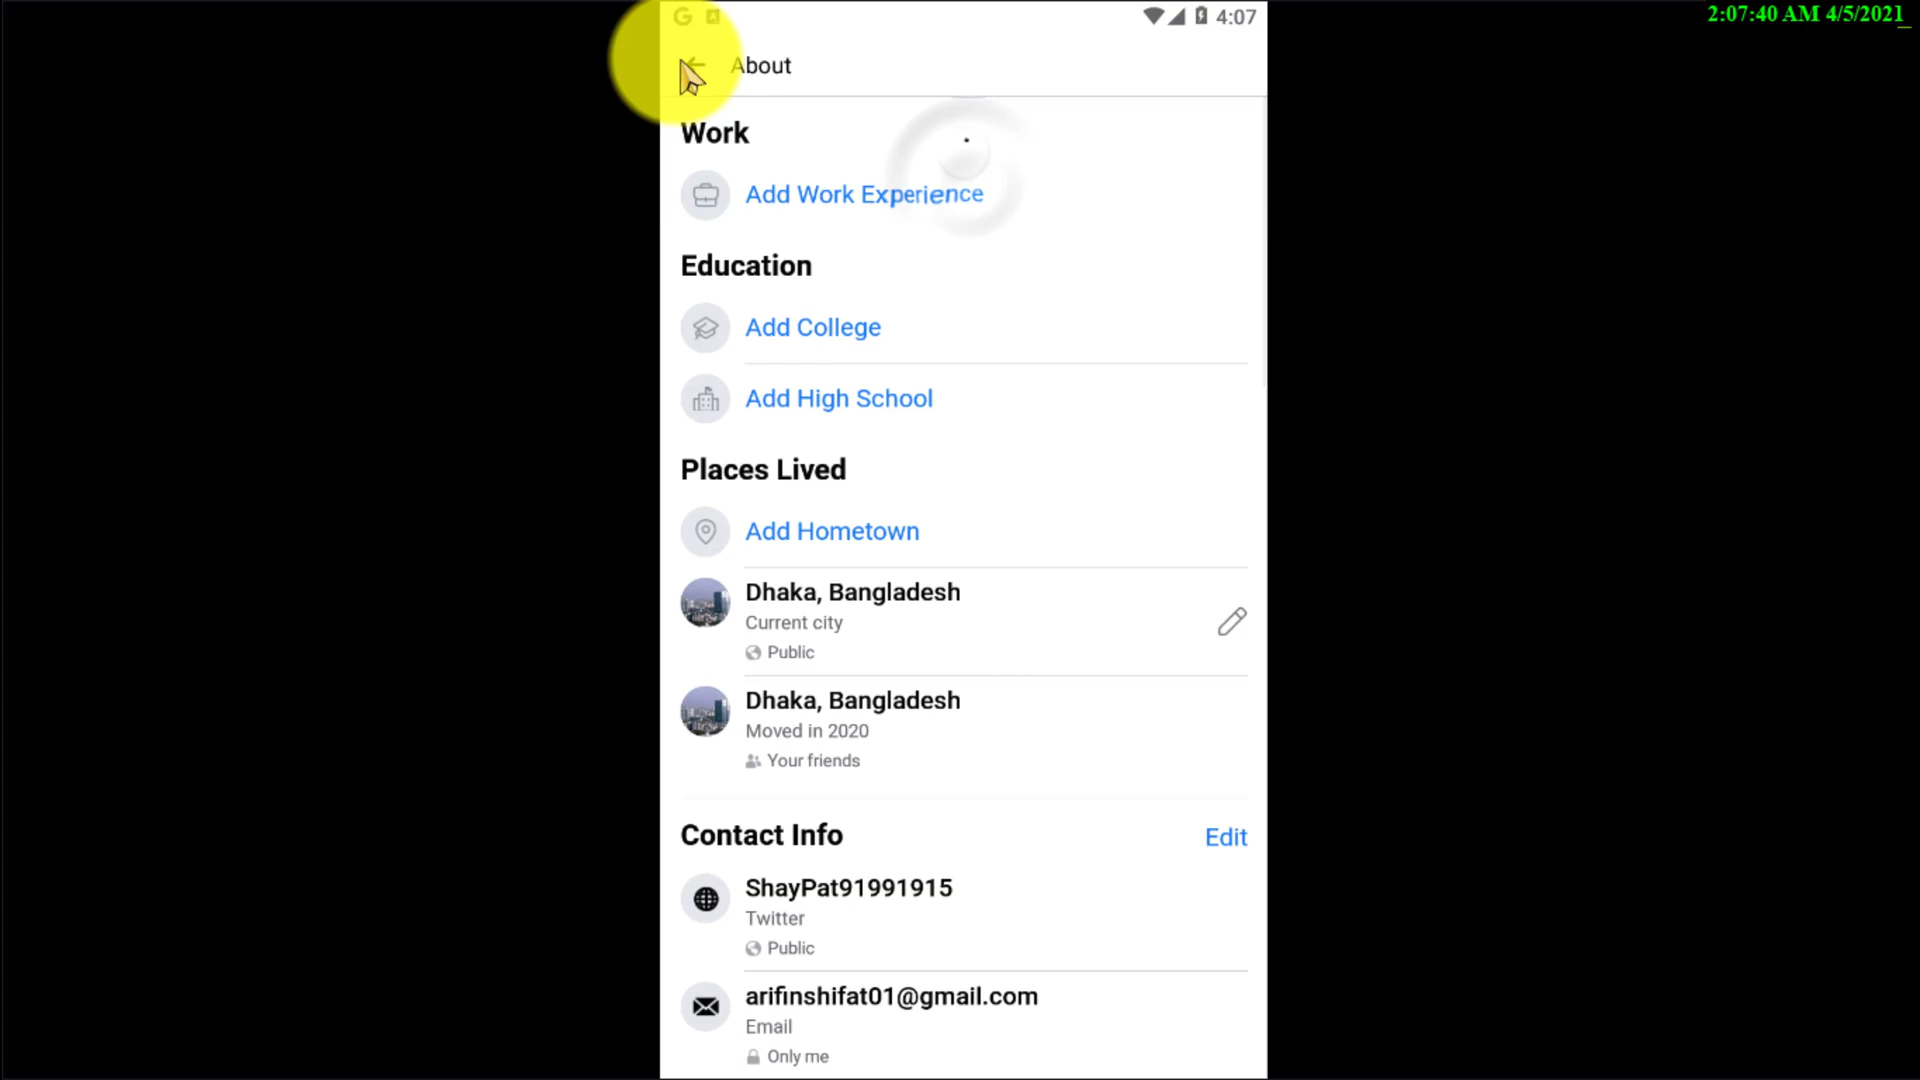 2:07:40 AM 4/5/2021_
4:07
About
Work
Add Work Experience
Education
Add College
Add High School
Places Lived
Add Hometown
Dhaka, Bangladesh
Current city
Public
Dhaka, Bangladesh
Moved in 2020
Your friends
Contact Info
Edit
ShayPat91991915
Twitter
Public
arifinshifat01@gmail.com
Email
Only me